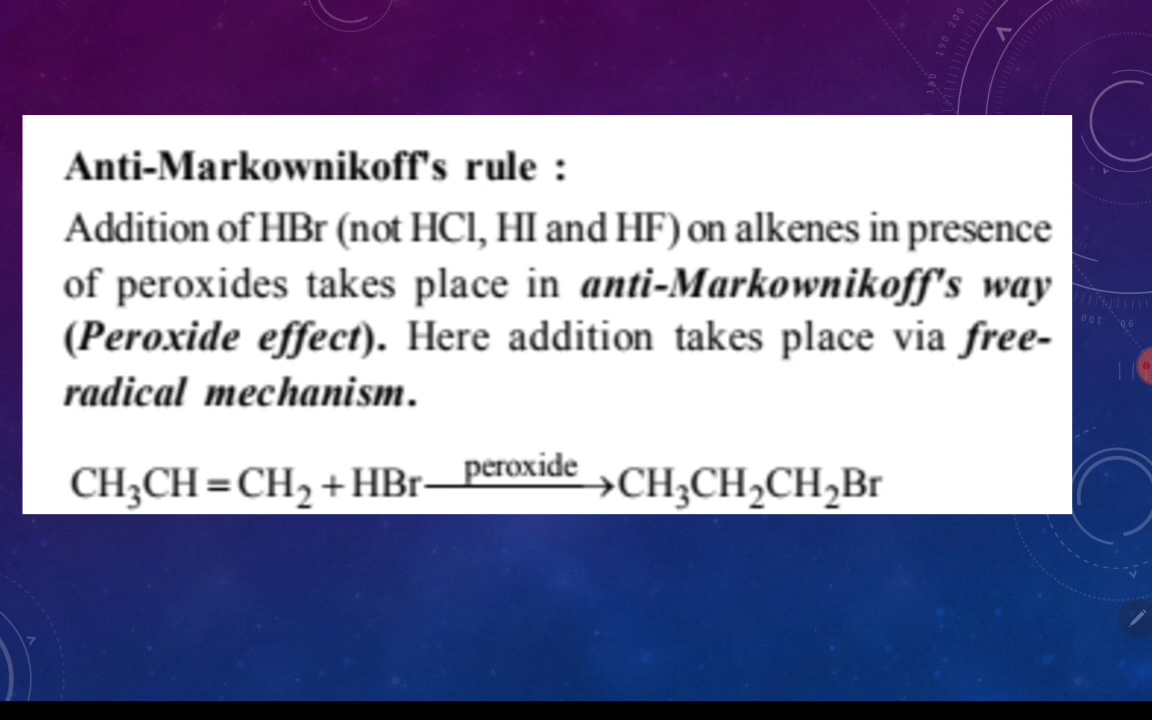 Anti-Markownikoff's rule :
Addition of HBr (not HCl, HI and HF) on alkenes in presence
of peroxides takes place in anti-Markownikoff's way
(Peroxide effect). Here addition takes place via free-
radical mechanism.
CH₃CH=CH₂+HBr—peroxide→CH₃CH₂CH₂Br
190 200